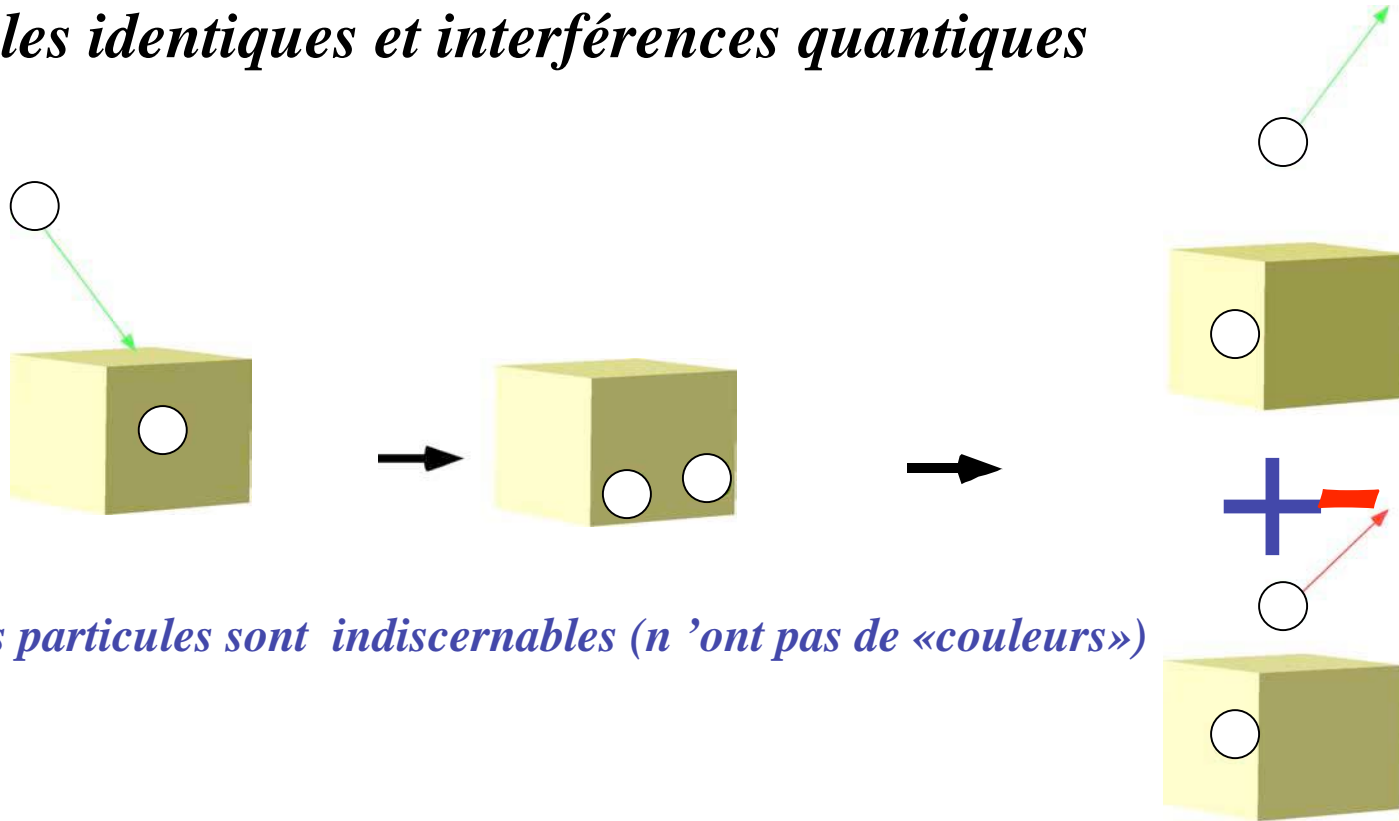 les identiques et interférences quantiques
s particules sont indiscernables (n ’ont pas de «couleurs»)